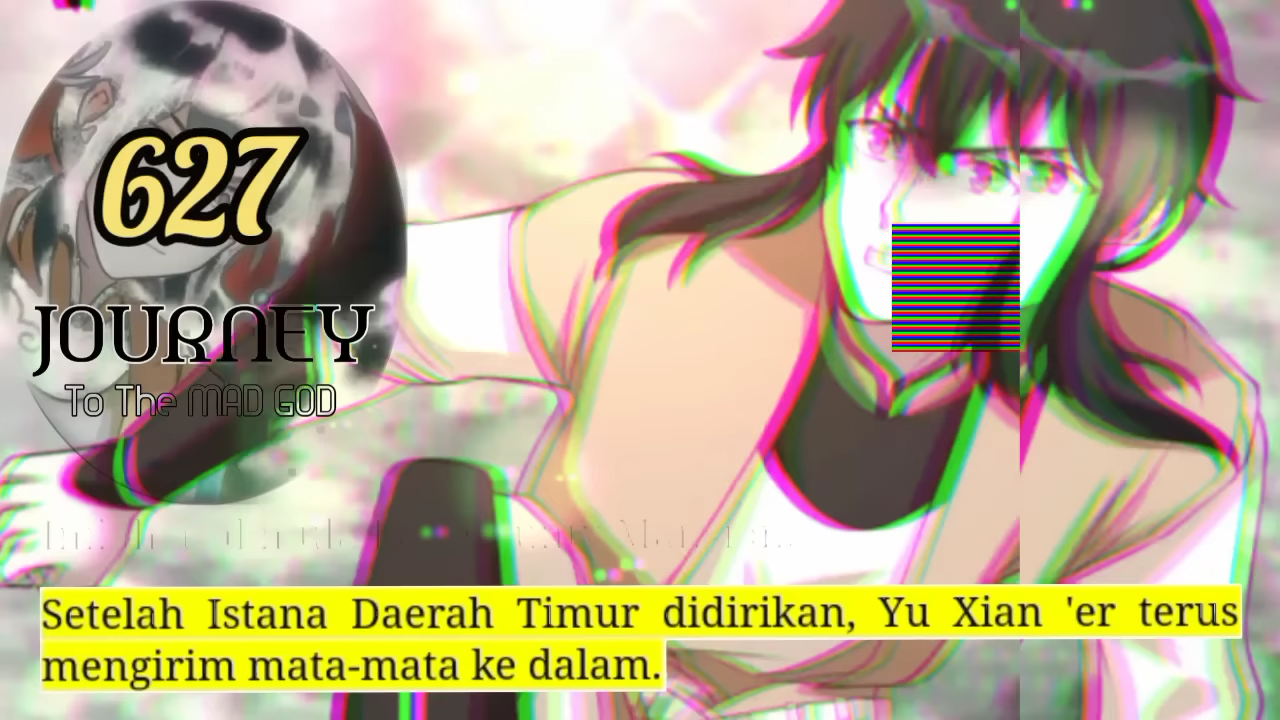 627
JOURNEY
To The MAD GOD
Setelah Istana Daerah Timur didirikan, Yu Xian 'er terus
mengirim mata-mata ke dalam.